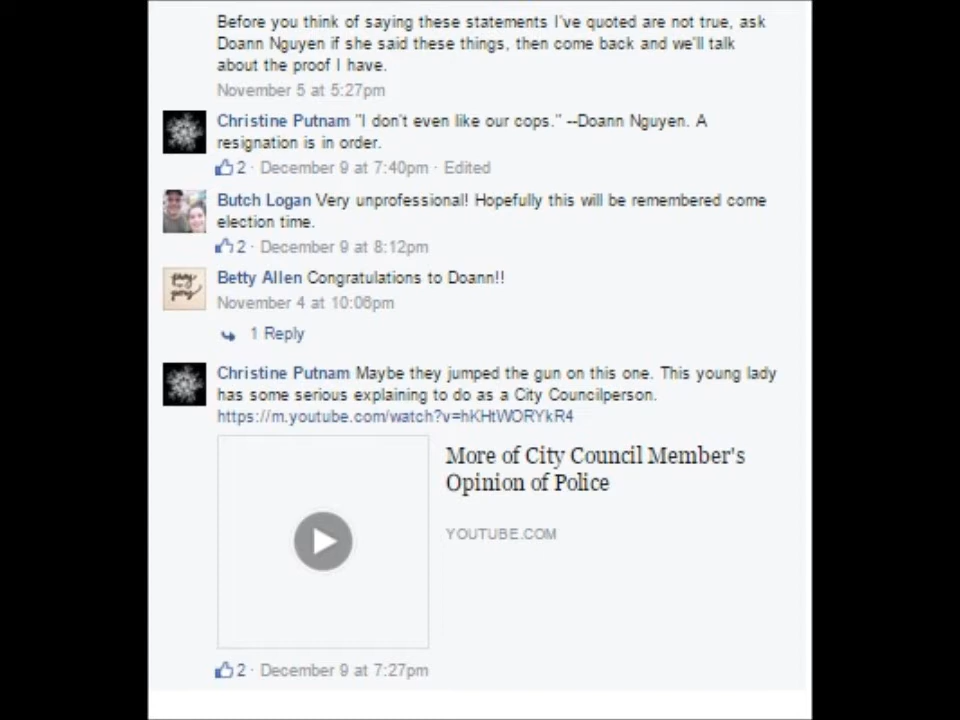 Before you think of saying these statements I've quoted are not true, ask
Doann Nguyen if she said these things, then come back and we'll talk
about the proof I have.
November 5 at 5:27pm
Christine Putnam "I don't even like our cops." --Doann Nguyen. A
resignation is in order.
2 · December 9 at 7:40pm · Edited
Butch Logan Very unprofessional! Hopefully this will be remembered come
election time.
2 · December 9 at 8:12pm
Betty Allen Congratulations to Doann!!
November 4 at 10:06pm
1 Reply
Christine Putnam Maybe they jumped the gun on this one. This young lady
has some serious explaining to do as a City Councilperson.
https://m.youtube.com/watch?v=hKHtWORYkR4
More of City Council Member's
Opinion of Police
YOUTUBE.COM
2 · December 9 at 7:27pm